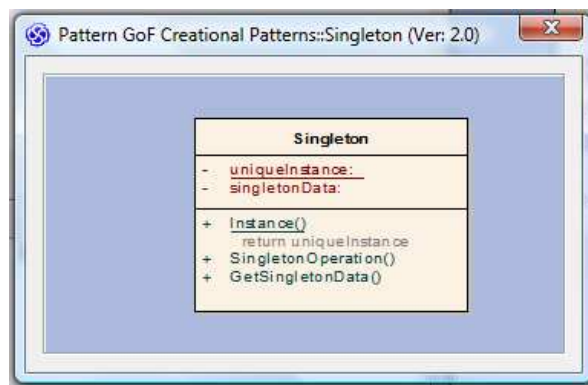 Pattern GoF Creational Patterns::Singleton (Ver: 2.0)
Singleton
- uniqueInstance:
- singletonData:
+ Instance()
return uniqueInstance
+ SingletonOperation()
+ GetSingletonData()